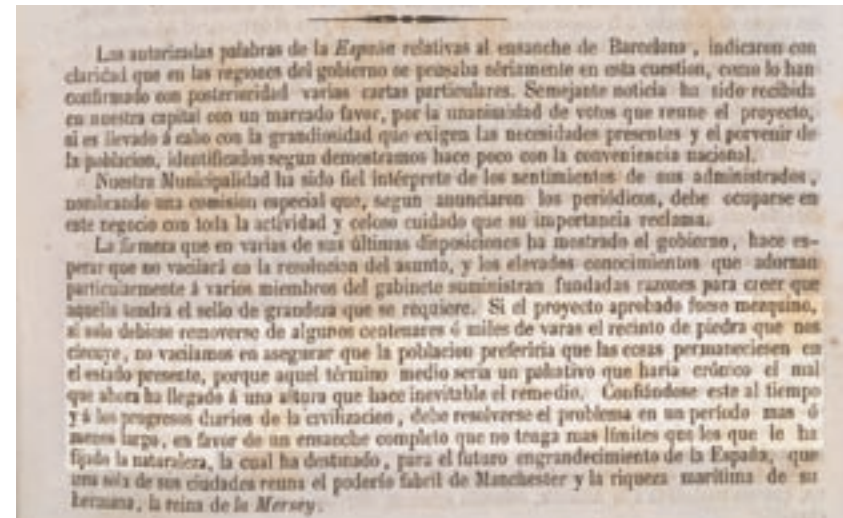 Las autorizadas palabras de la España relativas al ensanche de Barcelona, indicaron con
claridad que en las regiones del gobierno se pensaba sériamente en esta cuestion, como lo han
confirmado con posterioridad varias cartas particulares. Semejante noticia ha sido recibida
en nuestra capital con un marcado favor, por la unanimidad de votos que reune el proyecto,
si es llevado á cabo con la grandiosidad que exigen las necesidades presentes y el porvenir de
la poblacion, identificados segun demostramos hace poco con la conveniencia nacional.
Nuestra Municipalidad ha sido fiel intérprete de los sentimientos de sus administrados,
nombrando una comision especial que, segun anunciaron los periódicos, debe ocuparse en
este negocio con toda la actividad y celoso cuidado que su importancia reclama.
La firmeza que en varias de sus últimas disposiciones ha mostrado el gobierno, hace es-
perar que no vacilará en la resolucion del asunto, y los elevados conocimientos que adornan
particularmente á varios miembros del gabinete suministran fundadas razones para creer que
aquella tendrá el sello de grandeza que se requiere. Si el proyecto aprobado fuese mezquino,
si solo debiese removerse de algunos centenares ó miles de varas el recinto de piedra que nos
circuye, no vacilamos en asegurar que la poblacion preferiria que las cosas permaneciesen en
el estado presente, porque aquel término medio seria un paliativo que haria crónico el mal
que ahora ha llegado á una altura que hace inevitable el remedio. Confiándose este al tiempo
y á los progresos diarios de la civilizacion, debe resolverse el problema en un período mas ó
menos largo, en favor de un ensanche completo que no tenga mas límites que los que le ha
fijado la naturaleza, la cual ha destinado, para el futuro engrandecimiento de la España, que
una sola de sus ciudades reuna el poderío fabril de Manchester y la riqueza marítima de su
hermana, la reina de la Mersey.